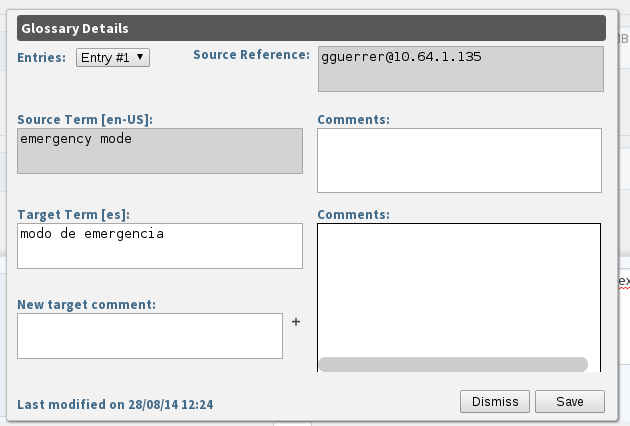 Glossary Details
Entries: Entry #1 ▼ Source Reference: gguerrer@10.64.1.135
Source Term [en-US]: Comments:
emergency mode
Target Term [es]: Comments:
modo de emergencia
New target comment:
+
Last modified on 28/08/14 12:24 Dismiss Save
MB
ex